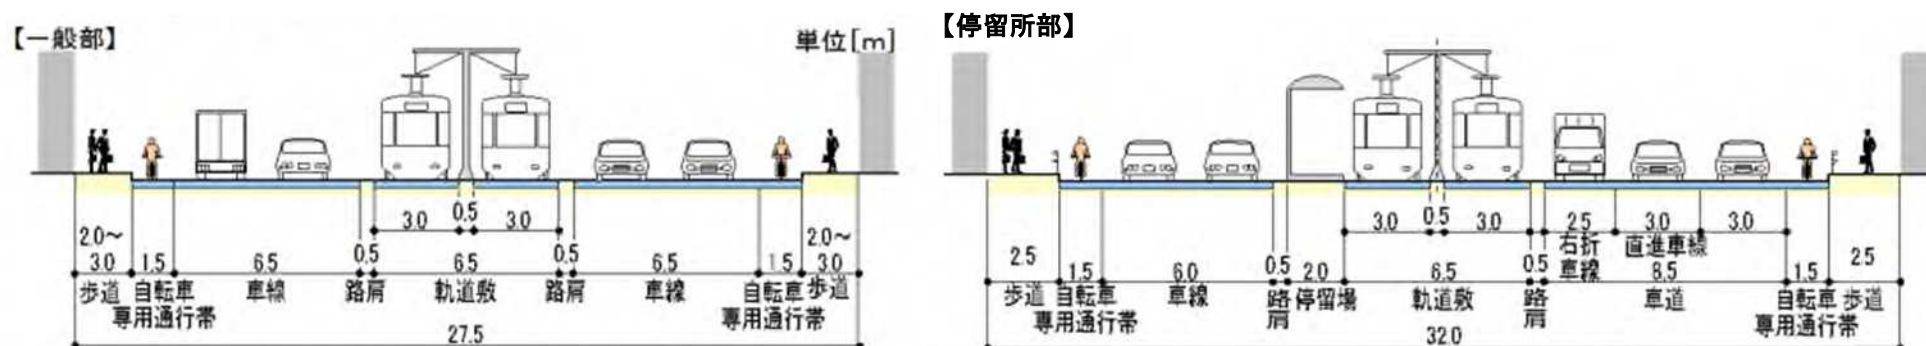 【一般部】
単位[m]
3.0 0.5 3.0
2.0～ 2.0～
3.0 1.5 6.5 0.5 6.5 0.5 6.5 1.5 3.0
歩道 自転車 車線 路肩 軌道敷 路肩 車線 自転車 歩道
専用通行帯 専用通行帯
27.5
【停留所部】
3.0 0.5 3.0 2.5 3.0 3.0
右折 直進車線
車線
2.5 1.5 6.0 0.5 2.0 6.5 0.5 8.5 1.5 2.5
歩道 自転車 車線 路肩 停留場 軌道敷 路肩 車道 自転車 歩道
専用通行帯 専用通行帯
32.0